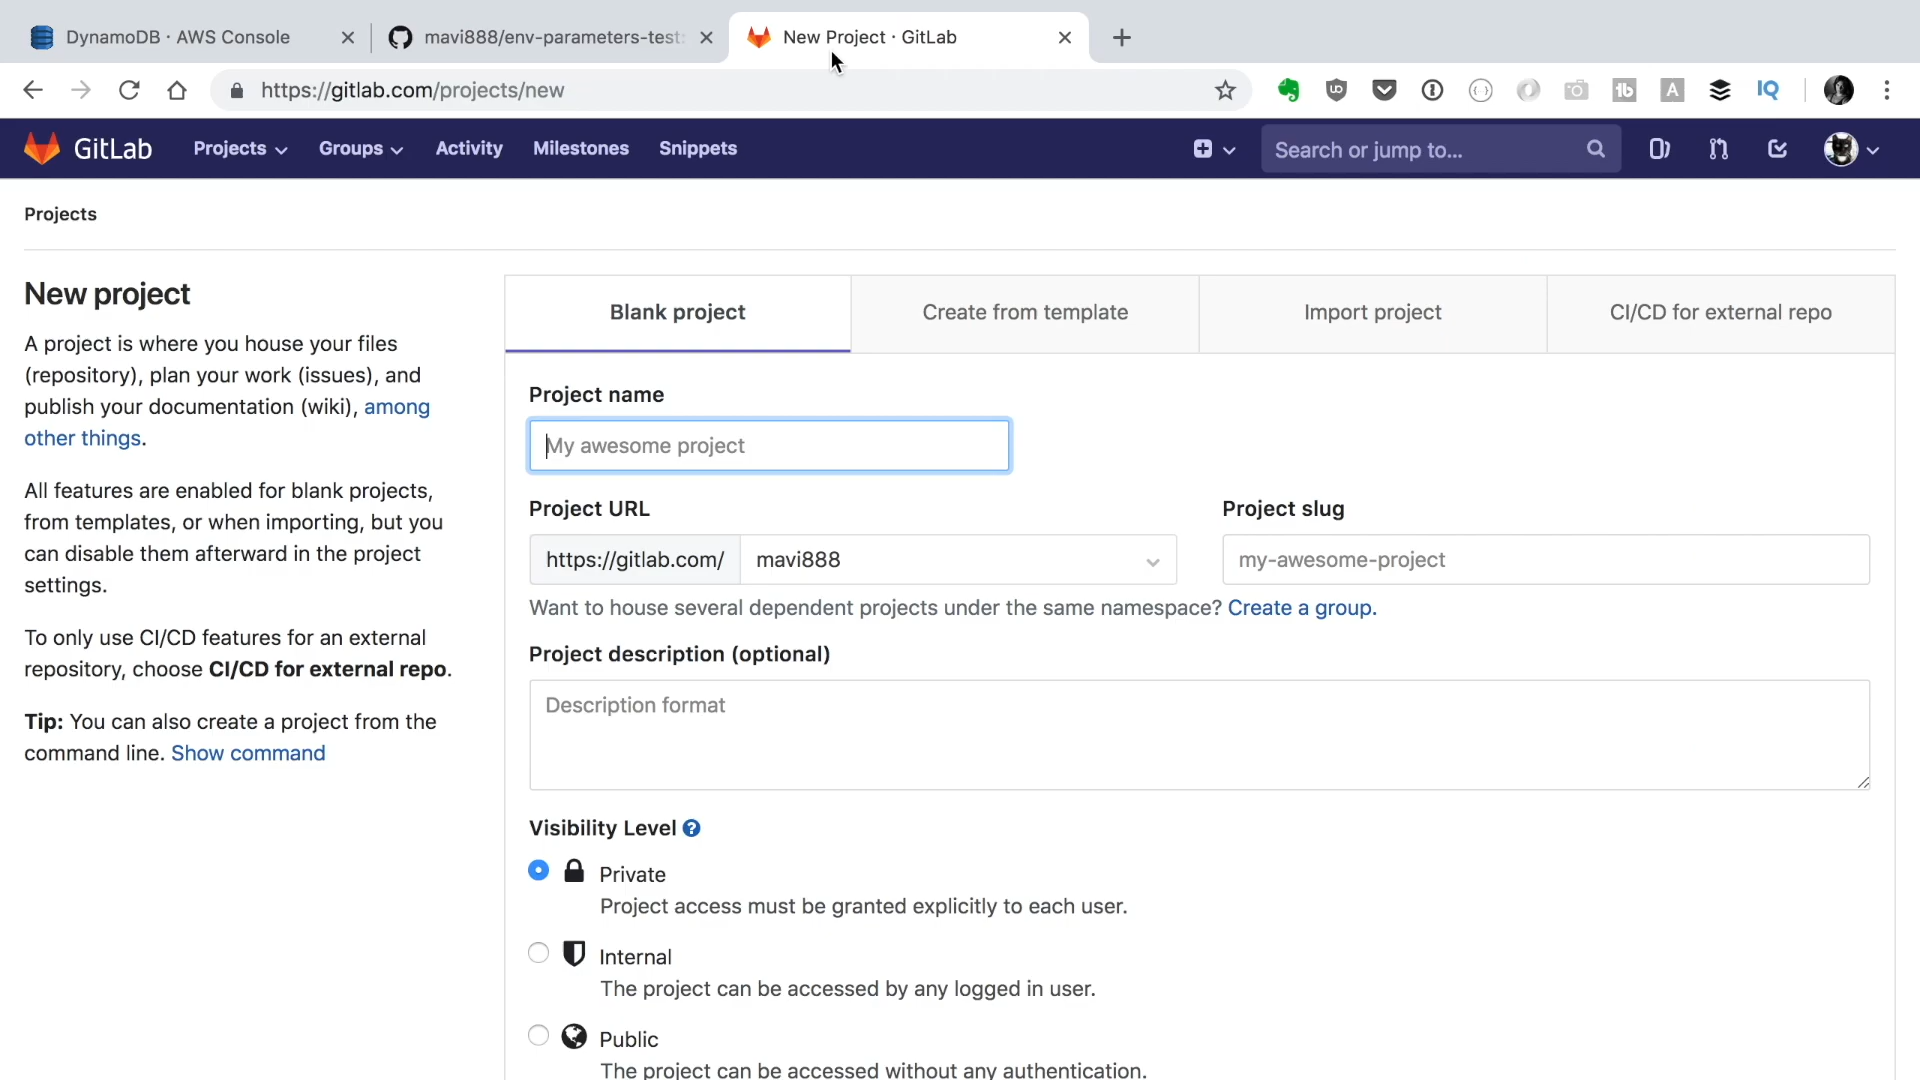 DynamoDB · AWS Console
mavi888/env-parameters-test
New Project · GitLab
https://gitlab.com/projects/new
GitLab
Projects
Groups
Activity
Milestones
Snippets
Search or jump to...
Projects
New project
A project is where you house your files
(repository), plan your work (issues), and
publish your documentation (wiki), among
other things.
All features are enabled for blank projects,
from templates, or when importing, but you
can disable them afterward in the project
settings.
To only use CI/CD features for an external
repository, choose CI/CD for external repo.
Tip: You can also create a project from the
command line. Show command
Blank project
Create from template
Import project
CI/CD for external repo
Project name
My awesome project
Project URL
https://gitlab.com/
mavi888
Project slug
my-awesome-project
Want to house several dependent projects under the same namespace? Create a group.
Project description (optional)
Description format
Visibility Level
Private
Project access must be granted explicitly to each user.
Internal
The project can be accessed by any logged in user.
Public
The project can be accessed without any authentication.